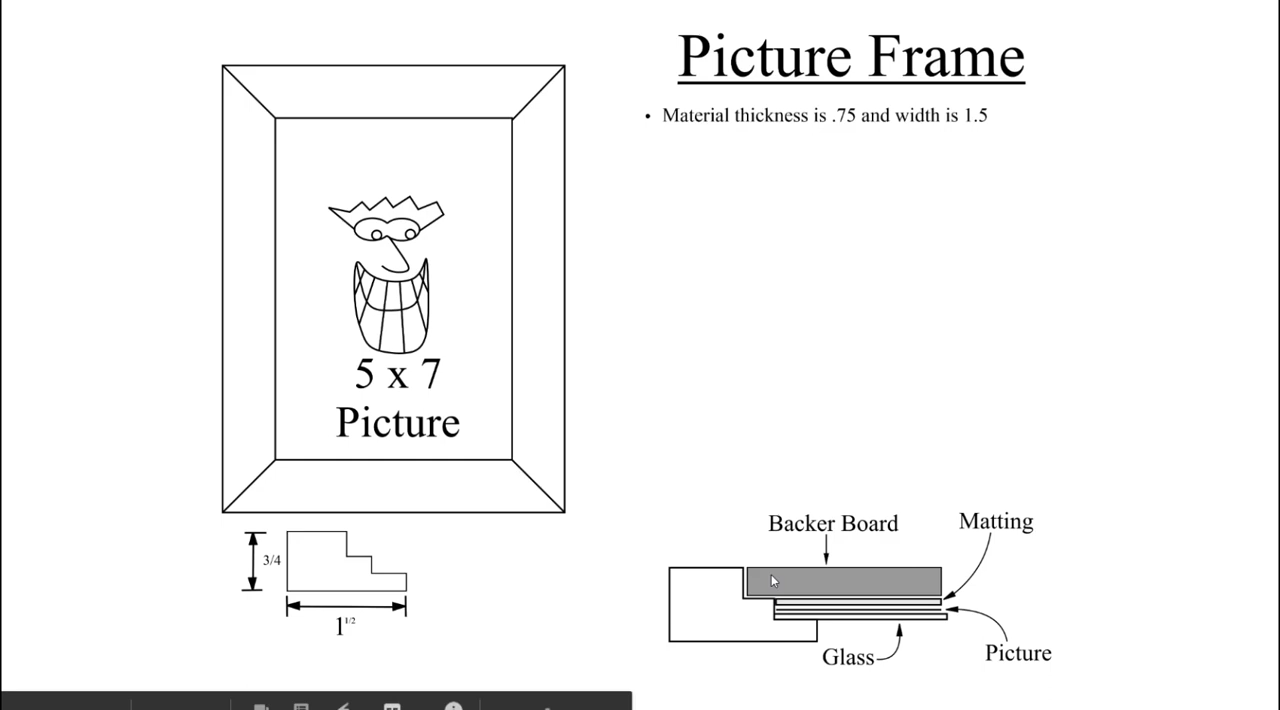 Picture Frame
• Material thickness is .75 and width is 1.5
5 x 7
Picture
3/4
1 1/2
Backer Board
Matting
Glass
Picture